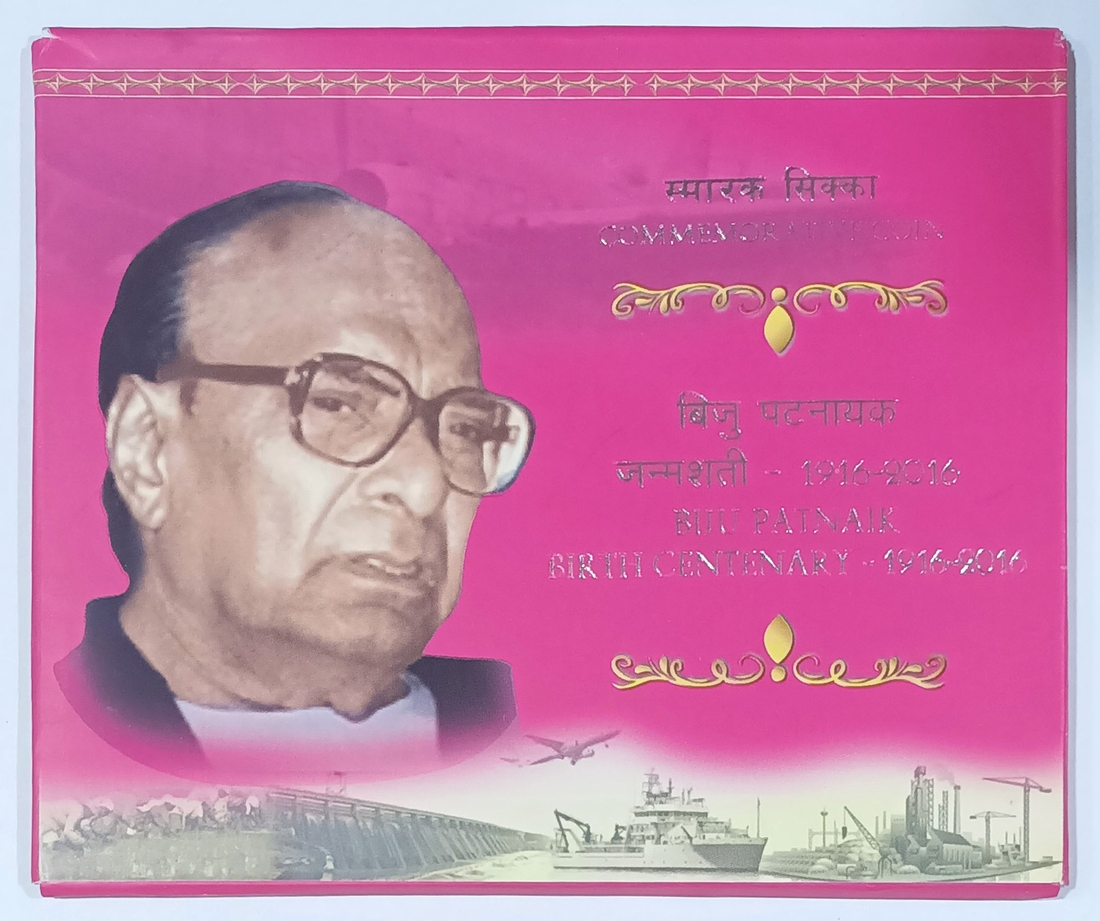 स्मारक सिक्का
COMMEMORATIVE COIN
बिजु पटनायक
जन्मशती - 1916-2016
BIJU PATNAIK
BIRTH CENTENARY - 1916-2016